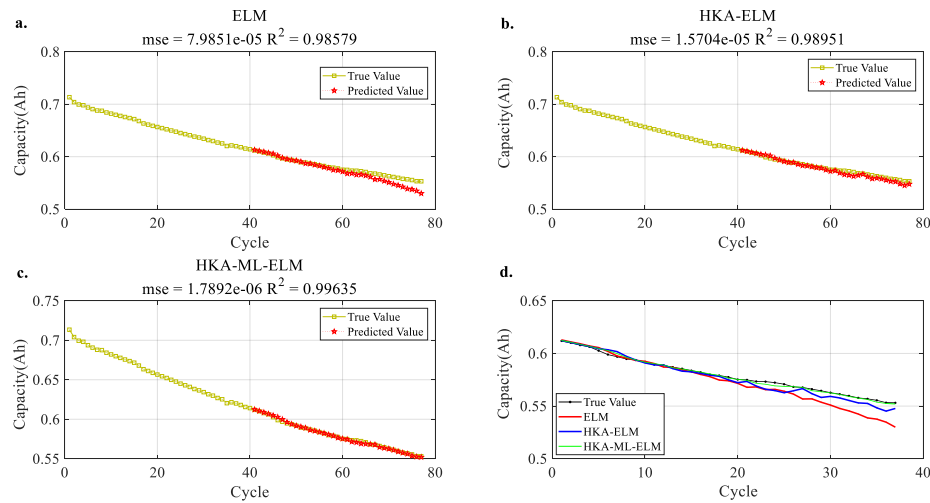 a.
ELM
mse = 7.9851e-05 R² = 0.98579
Capacity(Ah)
0.8
0.7
0.6
0.5
True Value
Predicted Value
0 20 40 60 80
Cycle
b.
HKA-ELM
mse = 1.5704e-05 R² = 0.98951
Capacity(Ah)
0.8
0.7
0.6
0.5
True Value
Predicted Value
0 20 40 60 80
Cycle
c.
HKA-ML-ELM
mse = 1.7892e-06 R² = 0.99635
Capacity(Ah)
0.75
0.7
0.65
0.6
0.55
True Value
Predicted Value
0 20 40 60 80
Cycle
d.
Capacity(Ah)
0.65
0.6
0.55
0.5
True Value
ELM
HKA-ELM
HKA-ML-ELM
0 10 20 30 40
Cycle